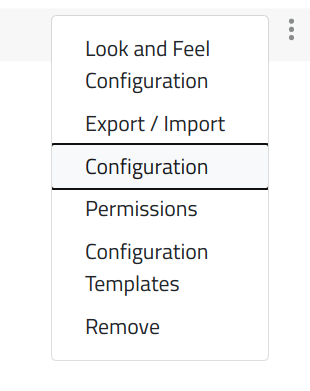 Look and Feel
Configuration
Export / Import
Configuration
Permissions
Configuration
Templates
Remove